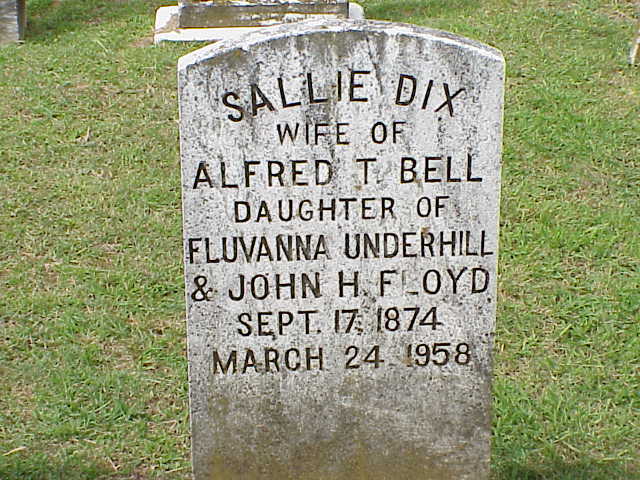 SALLIE DIX
WIFE OF
ALFRED T. BELL
DAUGHTER OF
FLUVANNA UNDERHILL
& JOHN H. FLOYD
SEPT. 17, 1874
MARCH 24 1958